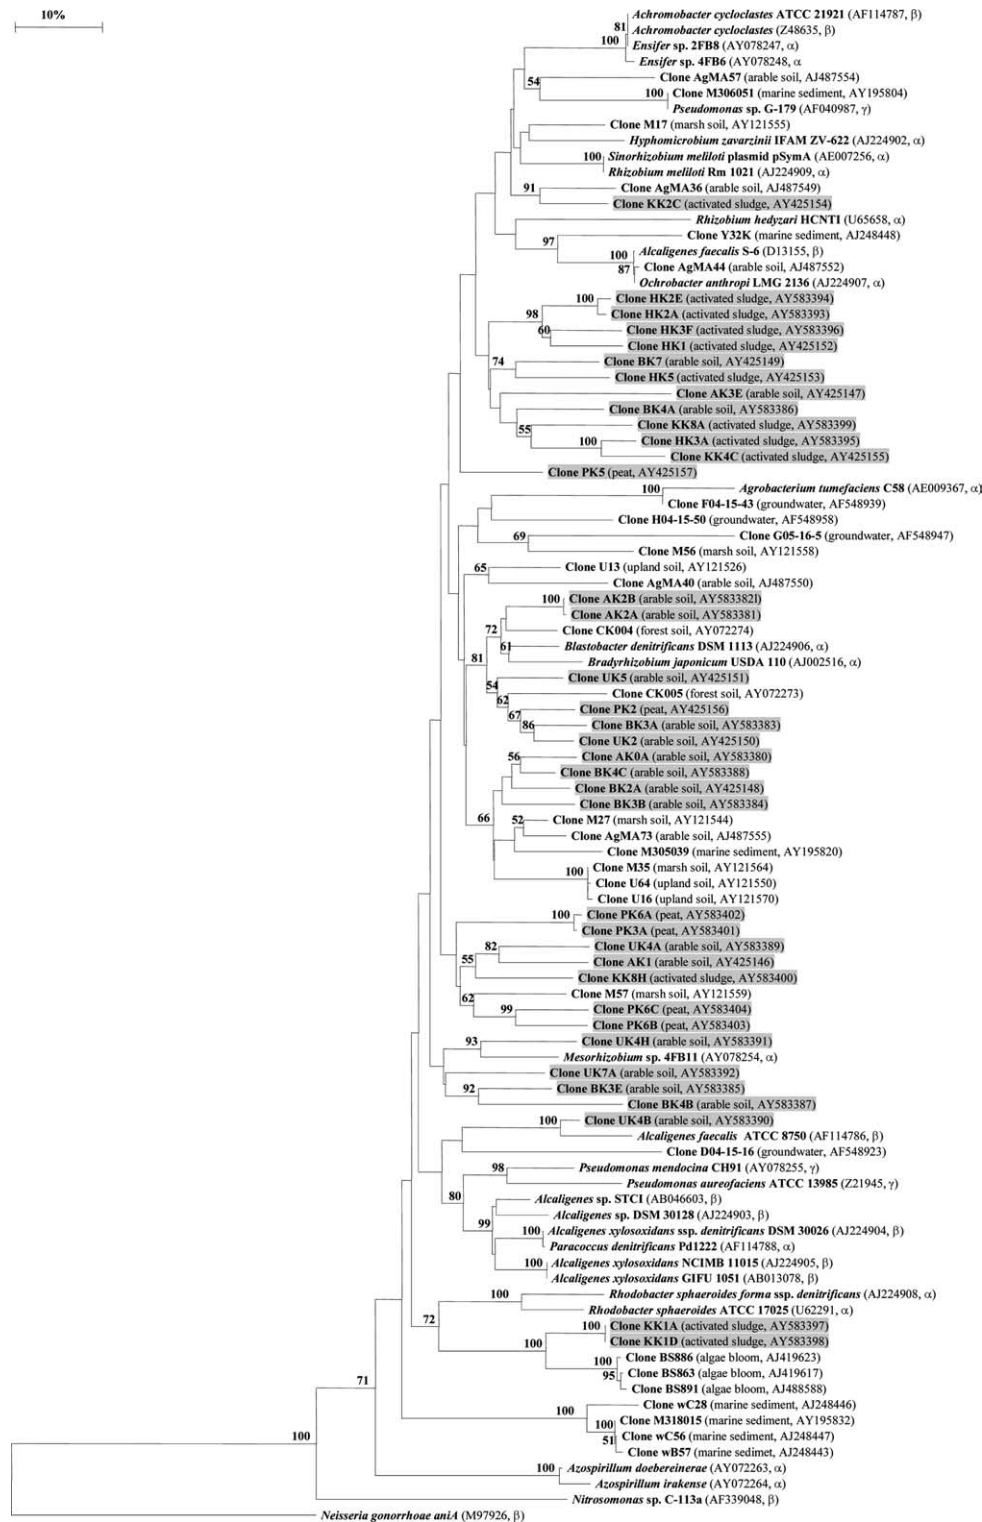 10%
Achromobacter cycloclastes ATCC 21921 (AF114787, β)
81
Achromobacter cycloclastes (Z48635, β)
100
Ensifer sp. 2FB8 (AY078247, α)
Ensifer sp. 4FB6 (AY078248, α
54
Clone AgMA57 (arable soil, AJ487554)
100
Clone M306051 (marine sediment, AY195804)
Pseudomonas sp. G-179 (AF040987, γ)
Clone M17 (marsh soil, AY121555)
Hyphomicrobium zavarzinii IFAM ZV-622 (AJ224902, α)
100
Sinorhizobium meliloti plasmid pSymA (AE007256, α)
Rhizobium meliloti Rm 1021 (AJ224909, α)
91
Clone AgMA36 (arable soil, AJ487549)
Clone KK2C (activated sludge, AY425154)
Rhizobium hedyzari HCNTI (U65658, α)
97
Clone Y32K (marine sediment, AJ248448)
100
Alcaligenes faecalis S-6 (D13155, β)
87
Clone AgMA44 (arable soil, AJ487552)
Ochrobacter anthropi LMG 2136 (AJ224907, α)
100
Clone HK2E (activated sludge, AY583394)
98
Clone HK2A (activated sludge, AY583393)
60
Clone HK3F (activated sludge, AY583396)
Clone HK1 (activated sludge, AY425152)
74
Clone BK7 (arable soil, AY425149)
Clone HK5 (activated sludge, AY425153)
Clone AK3E (arable soil, AY425147)
Clone BK4A (arable soil, AY583386)
55
Clone KK8A (activated sludge, AY583399)
100
Clone HK3A (activated sludge, AY583395)
Clone KK4C (activated sludge, AY425155)
Clone PK5 (peat, AY425157)
100
Agrobacterium tumefaciens C58 (AE009367, α)
Clone F04-15-43 (groundwater, AF548939)
Clone H04-15-50 (groundwater, AF548958)
69
Clone G05-16-5 (groundwater, AF548947)
Clone M56 (marsh soil, AY121558)
65
Clone U13 (upland soil, AY121526)
Clone AgMA40 (arable soil, AJ487550)
100
Clone AK2B (arable soil, AY583382l)
Clone AK2A (arable soil, AY583381)
72
Clone CK004 (forest soil, AY072274)
61
Blastobacter denitrificans DSM 1113 (AJ224906, α)
81
Bradyrhizobium japonicum USDA 110 (AJ002516, α)
54
Clone UK5 (arable soil, AY425151)
62
Clone CK005 (forest soil, AY072273)
67
Clone PK2 (peat, AY425156)
86
Clone BK3A (arable soil, AY583383)
Clone UK2 (arable soil, AY425150)
56
Clone AK0A (arable soil, AY583380)
Clone BK4C (arable soil, AY583388)
Clone BK2A (arable soil, AY425148)
Clone BK3B (arable soil, AY583384)
66
52
Clone M27 (marsh soil, AY121544)
Clone AgMA73 (arable soil, AJ487555)
Clone M305039 (marine sediment, AY195820)
100
Clone M35 (marsh soil, AY121564)
Clone U64 (upland soil, AY121550)
Clone U16 (upland soil, AY121570)
100
Clone PK6A (peat, AY583402)
Clone PK3A (peat, AY583401)
82
Clone UK4A (arable soil, AY583389)
55
Clone AK1 (arable soil, AY425146)
Clone KK8H (activated sludge, AY583400)
62
Clone M57 (marsh soil, AY121559)
99
Clone PK6C (peat, AY583404)
Clone PK6B (peat, AY583403)
93
Clone UK4H (arable soil, AY583391)
Mesorhizobium sp. 4FB11 (AY078254, α)
Clone UK7A (arable soil, AY583392)
92
Clone BK3E (arable soil, AY583385)
Clone BK4B (arable soil, AY583387)
100
Clone UK4B (arable soil, AY583390)
Alcaligenes faecalis ATCC 8750 (AF114786, β)
Clone D04-15-16 (groundwater, AF548923)
98
Pseudomonas mendocina CH91 (AY078255, γ)
Pseudomonas aureofaciens ATCC 13985 (Z21945, γ)
80
Alcaligenes sp. STCI (AB046603, β)
Alcaligenes sp. DSM 30128 (AJ224903, β)
99
100
Alcaligenes xylosoxidans ssp. denitrificans DSM 30026 (AJ224904, β)
Paracoccus denitrificans Pd1222 (AF114788, α)
100
Alcaligenes xylosoxidans NCIMB 11015 (AJ224905, β)
Alcaligenes xylosoxidans GIFU 1051 (AB013078, β)
100
Rhodobacter sphaeroides forma ssp. denitrificans (AJ224908, α)
Rhodobacter sphaeroides ATCC 17025 (U62291, α)
72
100
Clone KK1A (activated sludge, AY583397)
Clone KK1D (activated sludge, AY583398)
100
100
Clone BS886 (algae bloom, AJ419623)
95
Clone BS863 (algae bloom, AJ419617)
71
Clone BS891 (algae bloom, AJ488588)
100
Clone wC28 (marine sediment, AJ248446)
100
Clone M318015 (marine sediment, AY195832)
51
Clone wC56 (marine sediment, AJ248447)
100
Clone wB57 (marine sedimet, AJ248443)
100
Azospirillum doebereinerae (AY072263, α)
Azospirillum irakense (AY072264, α)
Nitrosomonas sp. C-113a (AF339048, β)
Neisseria gonorrhoae aniA (M97926, β)